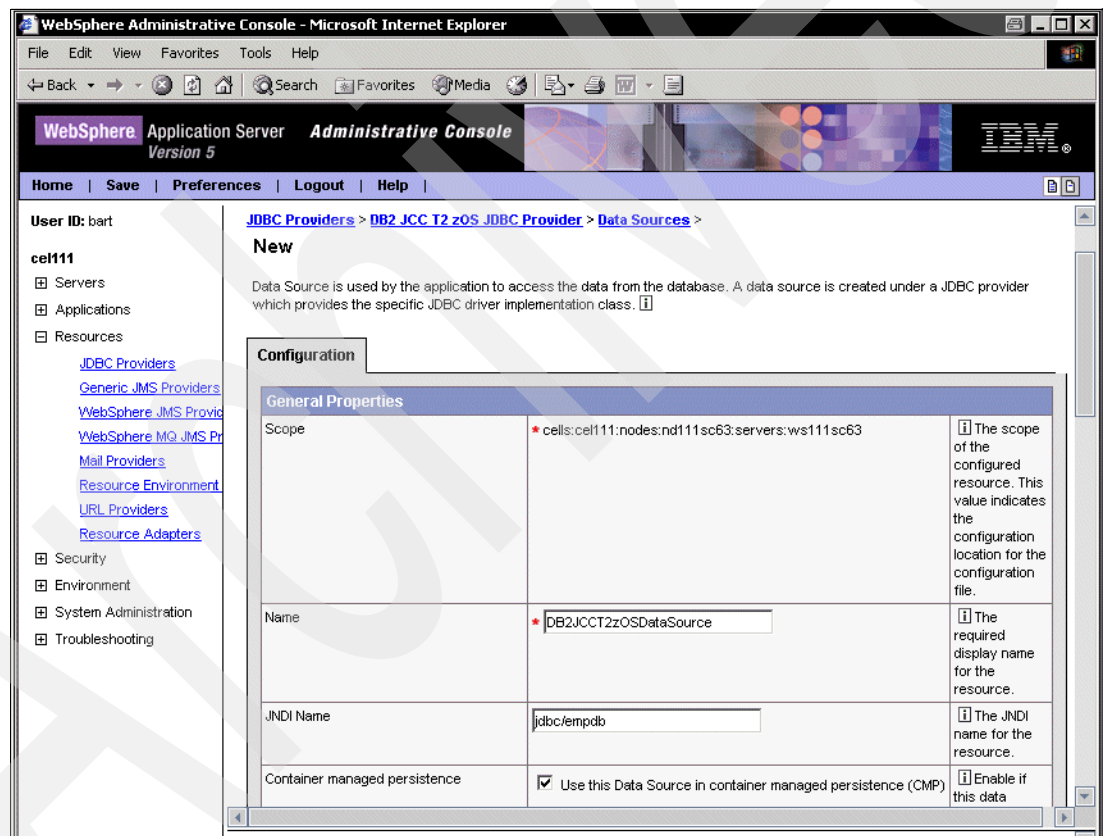 WebSphere Administrative Console - Microsoft Internet Explorer
File Edit View Favorites Tools Help
Back Search Favorites Media
WebSphere Application Server Administrative Console
Version 5
IBM®
Home | Save | Preferences | Logout | Help |
User ID: bart
cel111
Servers
Applications
Resources
JDBC Providers
Generic JMS Providers
WebSphere JMS Provid
WebSphere MQ JMS Pr
Mail Providers
Resource Environment
URL Providers
Resource Adapters
Security
Environment
System Administration
Troubleshooting
JDBC Providers > DB2 JCC T2 zOS JDBC Provider > Data Sources >
New
Data Source is used by the application to access the data from the database. A data source is created under a JDBC provider
which provides the specific JDBC driver implementation class. i
Configuration
General Properties
Scope
* cells:cel111:nodes:nd111sc63:servers:ws111sc63
i The scope
of the
configured
resource. This
value indicates
the
configuration
location for the
configuration
file.
Name
* DB2JCCT2zOSDataSource
i The
required
display name
for the
resource.
JNDI Name
jdbc/empdb
i The JNDI
name for the
resource.
Container managed persistence
Use this Data Source in container managed persistence (CMP)
i Enable if
this data